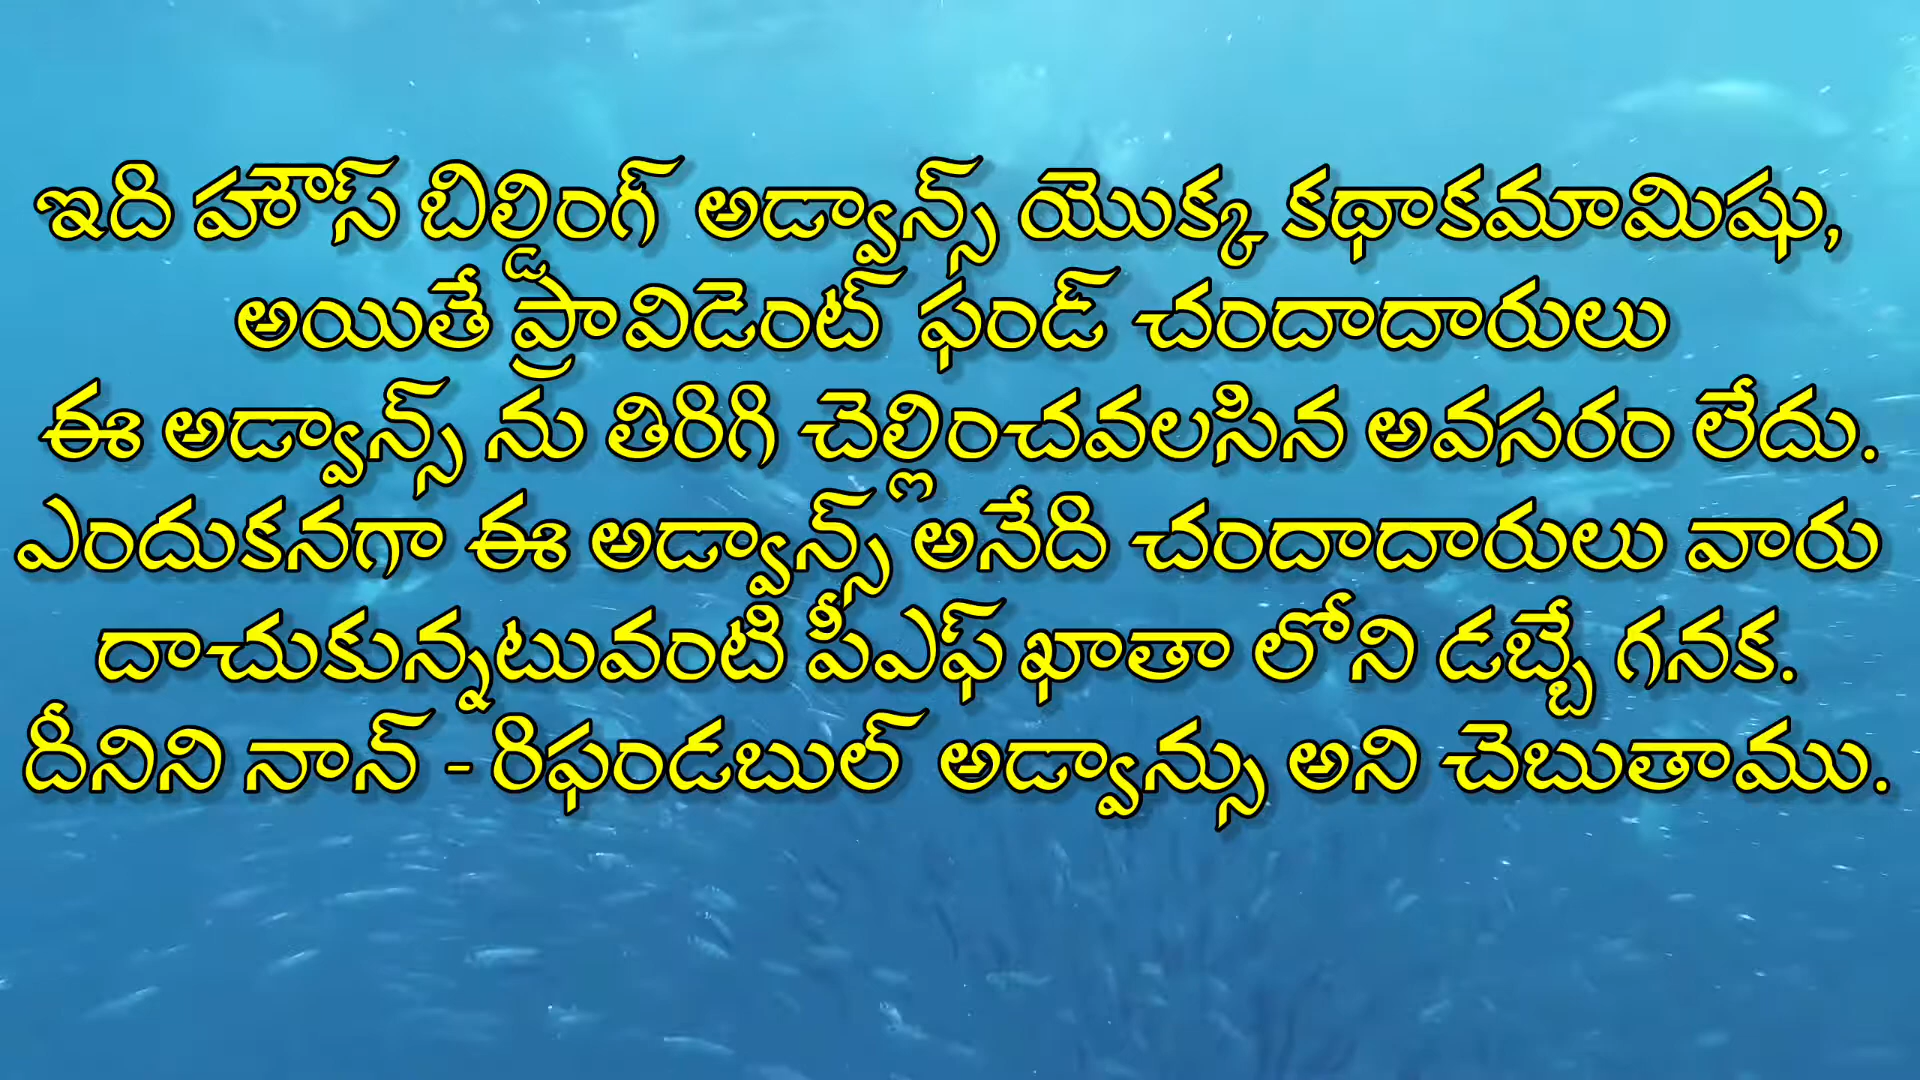 ఇది హౌస్ బిల్డింగ్ అడ్వాన్స్ యొక్క కథాకమామిషు,
అయితే ప్రావిడెంట్ ఫండ్ చందాదారులు
ఈ అడ్వాన్స్ ను తిరిగి చెల్లించవలసిన అవసరం లేదు.
ఎందుకనగా ఈ అడ్వాన్స్ అనేది చందాదారులు వారు
దాచుకున్నటువంటి పీఎఫ్ ఖాతా లోని డబ్బే గనక.
దీనిని నాన్ - రిఫండబుల్ అడ్వాన్సు అని చెబుతాము.